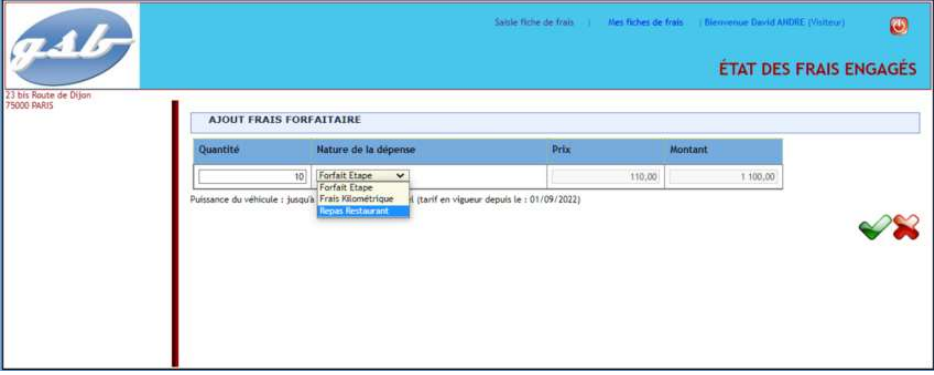 gsb
Saisie fiche de frais | Mes fiches de frais | Bienvenue David ANDRE (Visiteur)
ÉTAT DES FRAIS ENGAGÉS
23 bis Route de Dijon
75000 PARIS
AJOUT FRAIS FORFAITAIRE
Quantité Nature de la dépense Prix Montant
10 Forfait Etape 110,00 1 100,00
Forfait Etape
Frais Kilométrique
Repas Restaurant
Puissance du véhicule : jusqu'à l (tarif en vigueur depuis le : 01/09/2022)